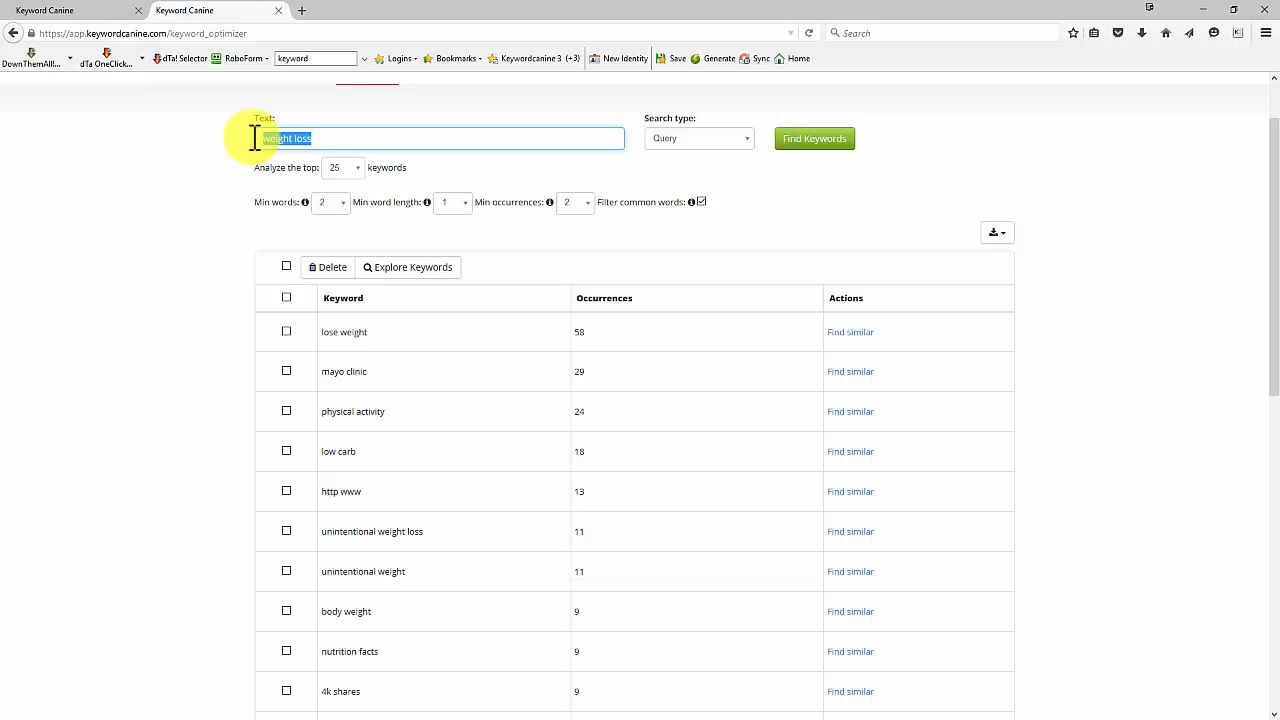 Keyword Canine
Keyword Canine
https://app.keywordcanine.com/keyword_optimizer
Search
DownThemAll!...
dTa OneClick...
dTa! Selector
RoboForm
keyword
Logins
Bookmarks
Keywordcanine 3 (+3)
New Identity
Save
Generate
Sync
Home
Text:
Search type:
weight loss
Query
Find Keywords
Analyze the top: 25 keywords
Min words: 2 Min word length: 1 Min occurrences: 2 Filter common words:
Delete
Explore Keywords
Keyword Occurrences Actions
lose weight 58 Find similar
mayo clinic 29 Find similar
physical activity 24 Find similar
low carb 18 Find similar
http www 13 Find similar
unintentional weight loss 11 Find similar
unintentional weight 11 Find similar
body weight 9 Find similar
nutrition facts 9 Find similar
4k shares 9 Find similar